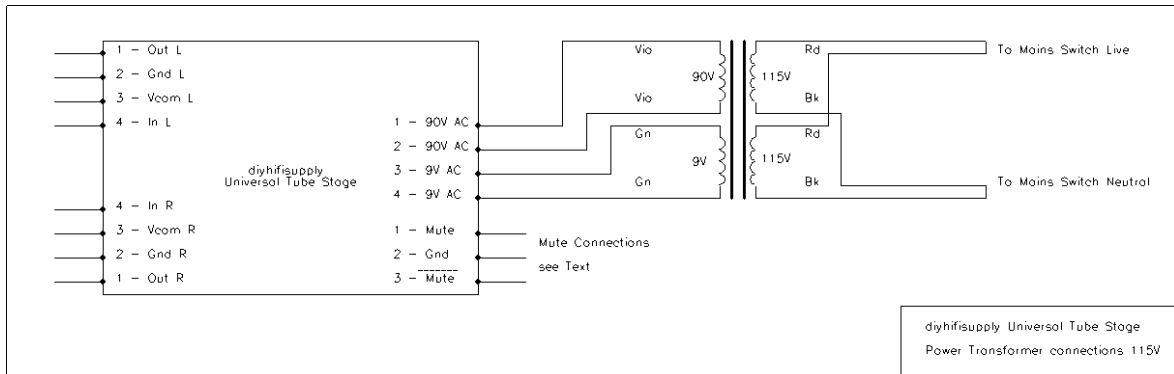 1 - Out L
2 - Gnd L
3 - Vcom L
4 - In L
diyhifisupply
Universal Tube Stage
4 - In R
3 - Vcom R
2 - Gnd R
1 - Out R
1 - 90V AC
2 - 90V AC
3 - 9V AC
4 - 9V AC
1 - Mute
2 - Gnd
3 - Mute
Mute Connections
see Text
Vio
90V
Vio
Gn
9V
Gn
Rd
115V
Bk
Rd
115V
Bk
To Mains Switch Live
To Mains Switch Neutral
diyhifisupply Universal Tube Stage
Power Transformer connections 115V